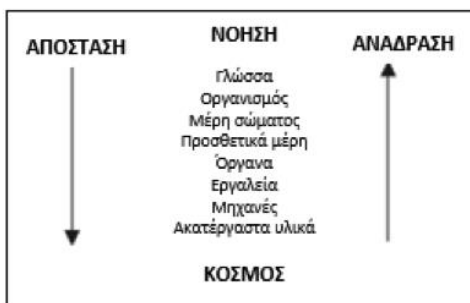 ΑΠΟΣΤΑΣΗ ΝΟΗΣΗ ΑΝΑΔΡΑΣΗ
Γλώσσα
Οργανισμός
Μέρη σώματος
Προσθετικά μέρη
Όργανα
Εργαλεία
Μηχανές
Ακατέργαστα υλικά
ΚΟΣΜΟΣ